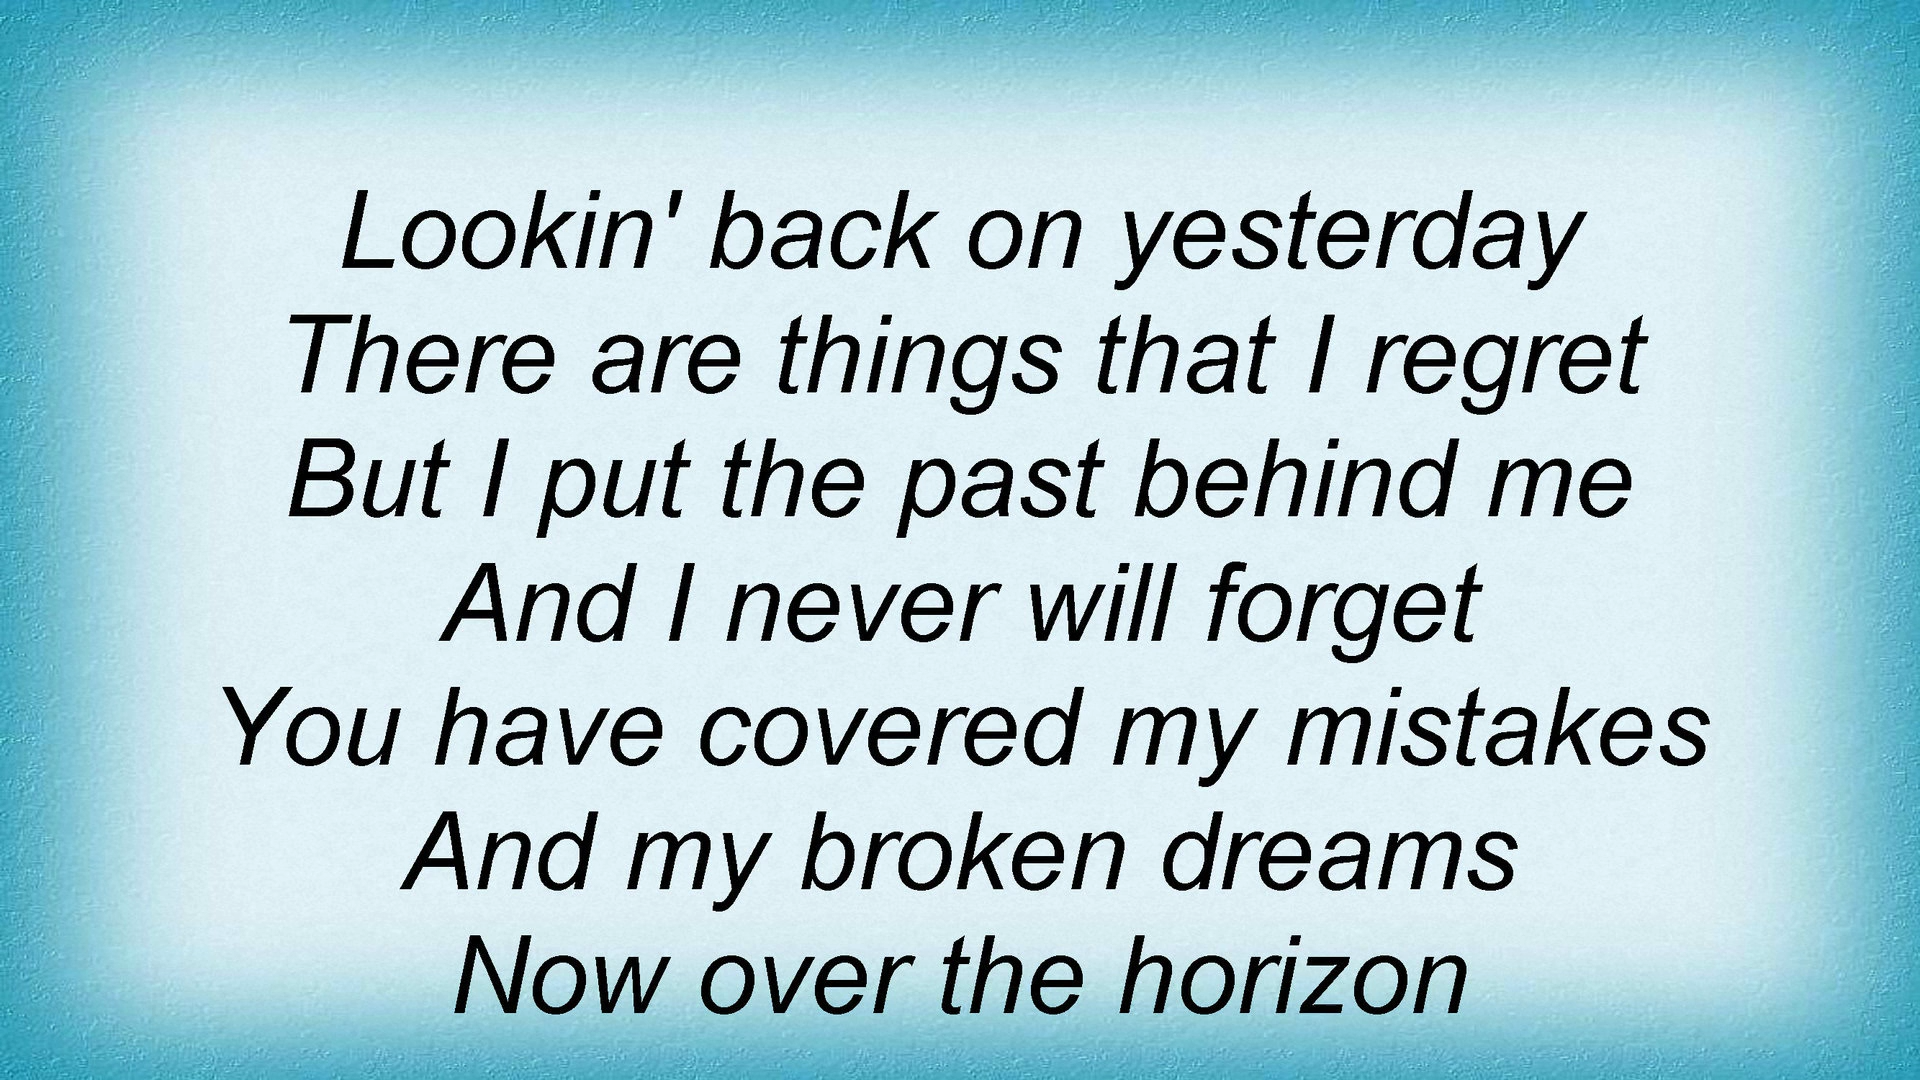 Lookin' back on yesterday
There are things that I regret
But I put the past behind me
And I never will forget
You have covered my mistakes
And my broken dreams
Now over the horizon